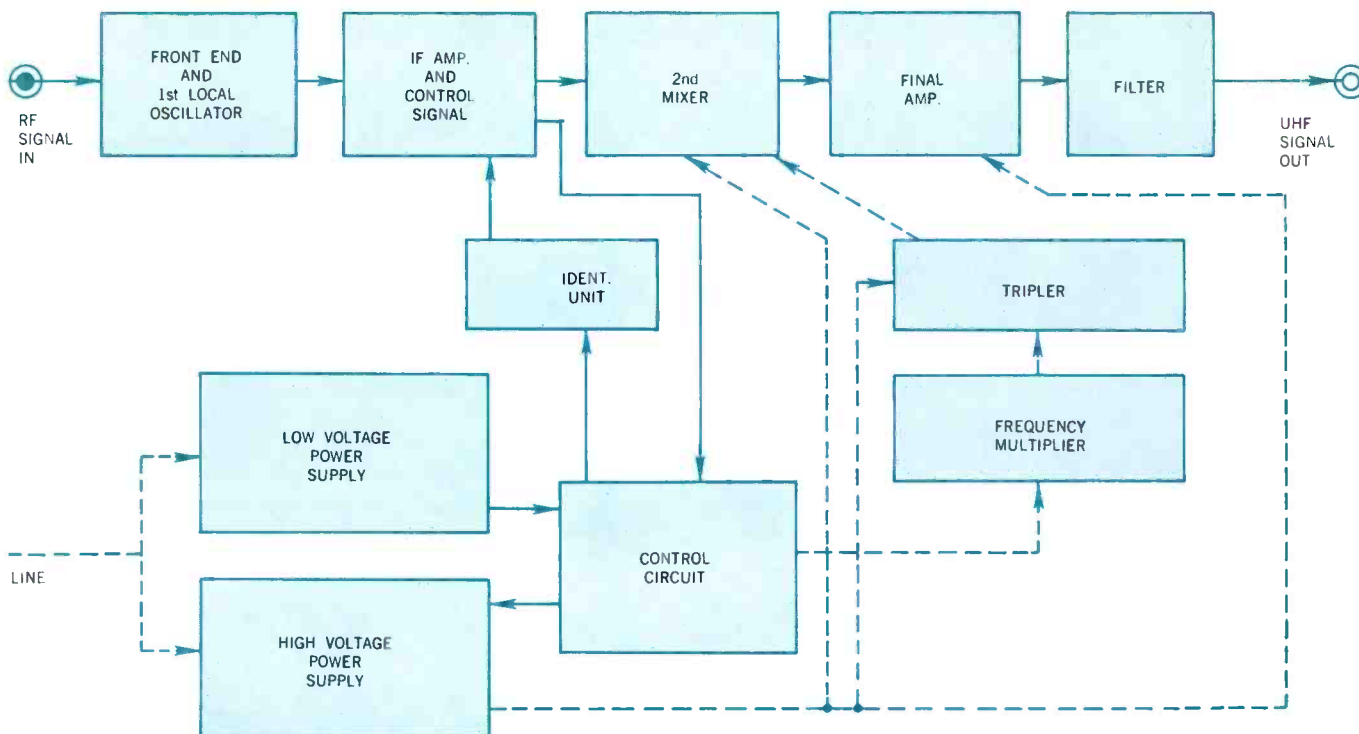 FRONT END
AND
1st LOCAL
OSCILLATOR
IF AMP.
AND
CONTROL
SIGNAL
2nd
MIXER
FINAL
AMP.
FILTER
RF
SIGNAL
IN
UHF
SIGNAL
OUT
IDENT.
UNIT
TRIPLER
LOW VOLTAGE
POWER
SUPPLY
FREQUENCY
MULTIPLIER
LINE
CONTROL
CIRCUIT
HIGH VOLTAGE
POWER
SUPPLY